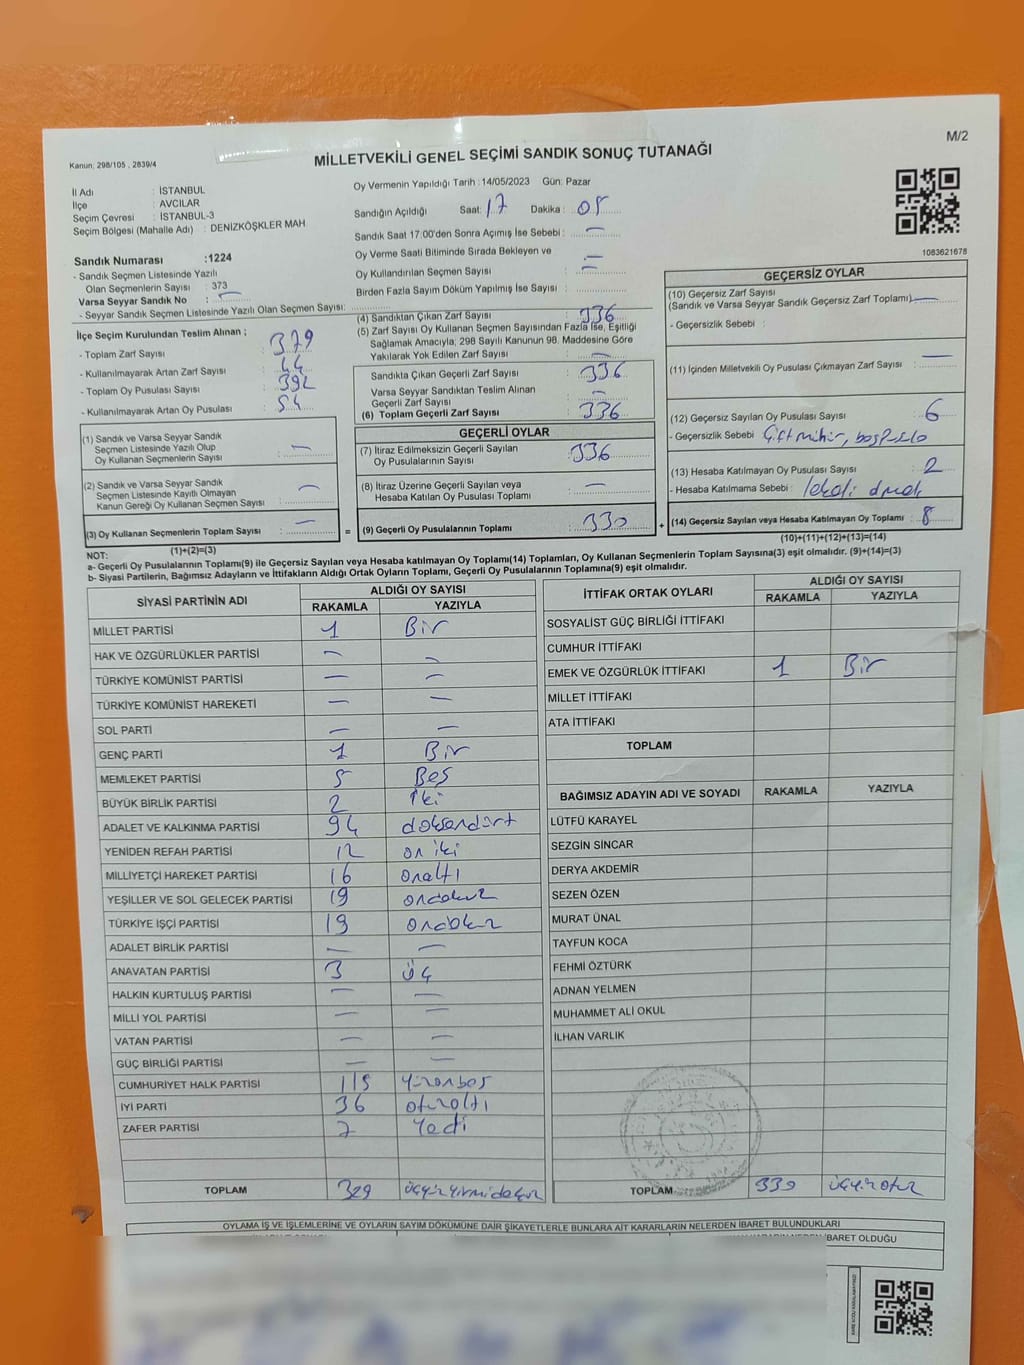 M/2
Kanun; 298/105 , 2839/4
MİLLETVEKİLİ GENEL SEÇİMİ SANDIK SONUÇ TUTANAĞI
İl Adı : İSTANBUL
İlçe : AVCILAR
Seçim Çevresi : İSTANBUL-3
Seçim Bölgesi (Mahalle Adı) : DENİZKÖŞKLER MAH
Sandık Numarası :1224
- Sandık Seçmen Listesinde Yazılı
Olan Seçmenlerin Sayısı : 373
Varsa Seyyar Sandık No : —
- Seyyar Sandık Seçmen Listesinde Yazılı Olan Seçmen Sayısı:
Oy Vermenin Yapıldığı Tarih : 14/05/2023 Gün: Pazar
Sandığın Açıldığı Saat: 17 Dakika : 05
Sandık Saat 17.00'den Sonra Açımış İse Sebebi : —
Oy Verme Saati Bitiminde Sırada Bekleyen ve
Oy Kullandırılan Seçmen Sayısı : —
Birden Fazla Sayım Döküm Yapılmış İse Sayısı :
1083621678
İlçe Seçim Kurulundan Teslim Alınan ;
- Toplam Zarf Sayısı : 379
- Kullanılmayarak Artan Zarf Sayısı : 44
- Toplam Oy Pusulası Sayısı : 392
- Kullanılmayarak Artan Oy Pusulası : 54
(1) Sandık ve Varsa Seyyar Sandık
Seçmen Listesinde Yazılı Olup
Oy Kullanan Seçmenlerin Sayısı : —
(2) Sandık ve Varsa Seyyar Sandık
Seçmen Listesinde Kayıtlı Olmayan
Kanun Gereği Oy Kullanan Seçmen Sayısı : —
(3) Oy Kullanan Seçmenlerin Toplam Sayısı : —
(1)+(2)=(3)
(4) Sandıktan Çıkan Zarf Sayısı : 336
(5) Zarf Sayısı Oy Kullanan Seçmen Sayısından Fazla İse, Eşitliği
Sağlamak Amacıyla; 298 Sayılı Kanunun 98. Maddesine Göre
Yakılarak Yok Edilen Zarf Sayısı : —
Sandıkta Çıkan Geçerli Zarf Sayısı : 336
Varsa Seyyar Sandıktan Teslim Alınan
Geçerli Zarf Sayısı : —
(6) Toplam Geçerli Zarf Sayısı : 336
GEÇERLİ OYLAR
(7) İtiraz Edilmeksizin Geçerli Sayılan
Oy Pusulalarının Sayısı : 336
(8) İtiraz Üzerine Geçerli Sayılan veya
Hesaba Katılan Oy Pusulası Toplamı : —
= (9) Geçerli Oy Pusulalarının Toplamı : 330 +
GEÇERSİZ OYLAR
(10) Geçersiz Zarf Sayısı
(Sandık ve Varsa Seyyar Sandık Geçersiz Zarf Toplamı) —
- Geçersizlik Sebebi :
(11) İçinden Milletvekili Oy Pusulası Çıkmayan Zarf Sayısı : —
(12) Geçersiz Sayılan Oy Pusulası Sayısı : 6
- Geçersizlik Sebebi : Çift mühür, boş pusula
(13) Hesaba Katılmayan Oy Pusulası Sayısı : 2
- Hesaba Katılmama Sebebi :
(14) Geçersiz Sayılan veya Hesaba Katılmayan Oy Toplamı : 8
(10)+(11)+(12)+(13)=(14)
NOT:
a- Geçerli Oy Pusulalarının Toplamı(9) ile Geçersiz Sayılan veya Hesaba katılmayan Oy Toplamı(14) Toplamları, Oy Kullanan Seçmenlerin Toplam Sayısına(3) eşit olmalıdır. (9)+(14)=(3)
b- Siyasi Partilerin, Bağımsız Adayların ve İttifakların Aldığı Ortak Oyların Toplamı, Geçerli Oy Pusulalarının Toplamına(9) eşit olmalıdır.
SİYASİ PARTİNİN ADI ALDIĞI OY SAYISI
RAKAMLA YAZIYLA
MİLLET PARTİSİ 1 Bir
HAK VE ÖZGÜRLÜKLER PARTİSİ — —
TÜRKİYE KOMÜNİST PARTİSİ — —
TÜRKİYE KOMÜNİST HAREKETİ — —
SOL PARTİ — —
GENÇ PARTİ 1 Bir
MEMLEKET PARTİSİ 5 Beş
BÜYÜK BİRLİK PARTİSİ 2 iki
ADALET VE KALKINMA PARTİSİ 94 doksandört
YENİDEN REFAH PARTİSİ 12 on iki
MİLLİYETÇİ HAREKET PARTİSİ 16 onaltı
YEŞİLLER VE SOL GELECEK PARTİSİ 19 ondokuz
TÜRKİYE İŞÇİ PARTİSİ 19 ondokuz
ADALET BİRLİK PARTİSİ — —
ANAVATAN PARTİSİ 3 üç
HALKIN KURTULUŞ PARTİSİ — —
MİLLİ YOL PARTİSİ — —
VATAN PARTİSİ — —
GÜÇ BİRLİĞİ PARTİSİ — —
CUMHURİYET HALK PARTİSİ 115 yüzonbeş
İYİ PARTİ 36 otuzaltı
ZAFER PARTİSİ 7 Yedi
TOPLAM 329 üçyüzyirmidokuz
İTTİFAK ORTAK OYLARI ALDIĞI OY SAYISI
RAKAMLA YAZIYLA
SOSYALİST GÜÇ BİRLİĞİ İTTİFAKI
CUMHUR İTTİFAKI
EMEK VE ÖZGÜRLÜK İTTİFAKI 1 Bir
MİLLET İTTİFAKI
ATA İTTİFAKI
TOPLAM
BAĞIMSIZ ADAYIN ADI VE SOYADI RAKAMLA YAZIYLA
LÜTFÜ KARAYEL
SEZGİN SİNCAR
DERYA AKDEMİR
SEZEN ÖZEN
MURAT ÜNAL
TAYFUN KOCA
FEHMİ ÖZTÜRK
ADNAN YELMEN
MUHAMMET ALİ OKUL
İLHAN VARLIK
TOPLAM 330 üçyüzotuz
OYLAMA İŞ VE İŞLEMLERİNE VE OYLARIN SAYIM DÖKÜMÜNE DAİR ŞİKAYETLERLE BUNLARA AİT KARARLARIN NELERDEN İBARET BULUNDUKLARI
İBARET OLDUĞU